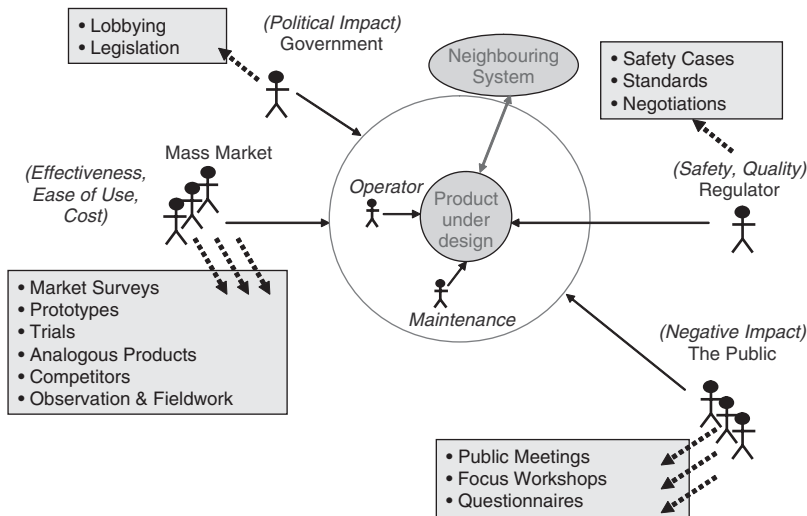 • Lobbying
• Legislation
(Political Impact)
Government
Neighbouring
System
• Safety Cases
• Standards
• Negotiations
(Effectiveness,
Ease of Use,
Cost)
Mass Market
Operator
Product
under
design
Maintenance
(Safety, Quality)
Regulator
• Market Surveys
• Prototypes
• Trials
• Analogous Products
• Competitors
• Observation & Fieldwork
(Negative Impact)
The Public
• Public Meetings
• Focus Workshops
• Questionnaires